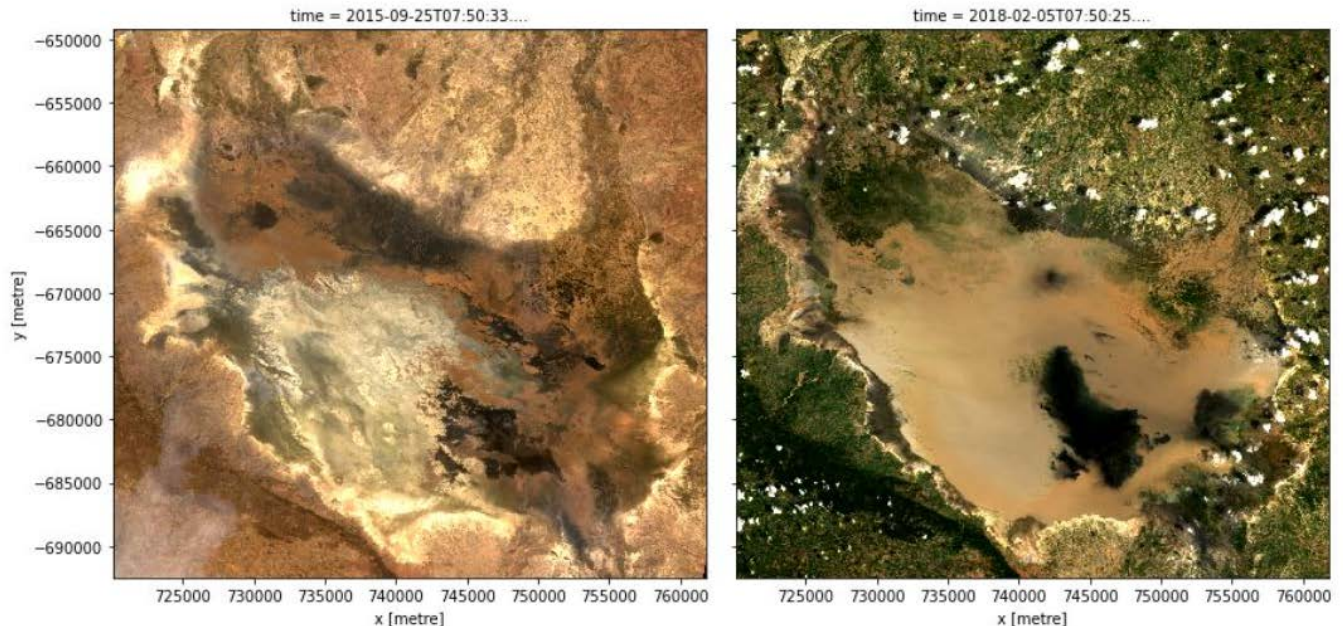 time = 2015-09-25T07:50:33....
time = 2018-02-05T07:50:25....
y [metre]
−650000
−655000
−660000
−665000
−670000
−675000
−680000
−685000
−690000
725000 730000 735000 740000 745000 750000 755000 760000
725000 730000 735000 740000 745000 750000 755000 760000
x [metre]
x [metre]